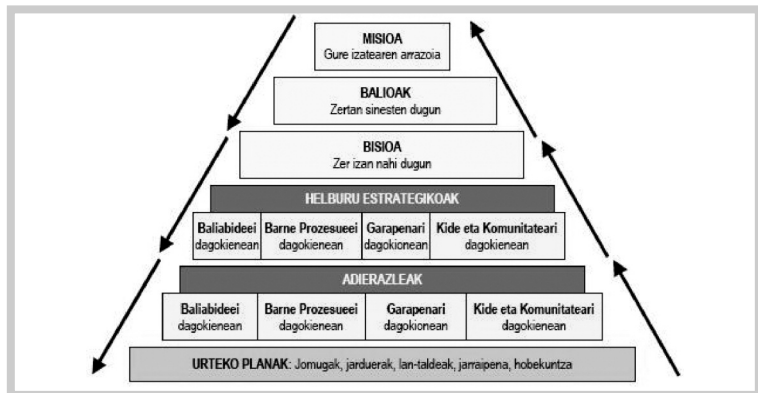 MISIOA
Gure izatearen arrazoia
BALIOAK
Zertan sinesten dugun
BISIOA
Zer izan nahi dugun
HELBURU ESTRATEGIKOAK
Baliabideei dagokienean
Barne Prozesueei dagokienean
Garapenari dagokionean
Kide eta Komunitateari dagokienean
ADIERAZLEAK
Baliabideei dagokienean
Barne Prozesueei dagokienean
Garapenari dagokionean
Kide eta Komunitateari dagokienean
URTEKO PLANAK: Jomugak, jarduerak, lan-taldeak, jarraipena, hobekuntza